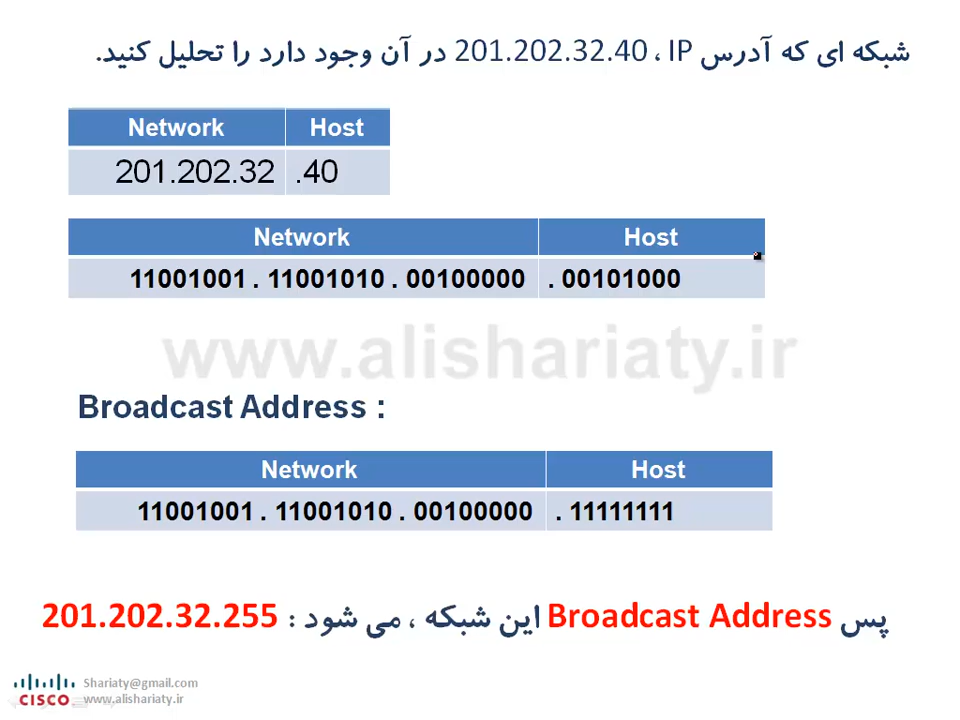 شبکه ای که آدرس IP ، 201.202.32.40 در آن وجود دارد را تحلیل کنید.
Network Host
201.202.32 .40
Network Host
11001001 . 11001010 . 00100000 . 00101000
www.alishariaty.ir
Broadcast Address :
Network Host
11001001 . 11001010 . 00100000 . 11111111
پس Broadcast Address این شبکه ، می شود : 201.202.32.255
Shariaty@gmail.com
CISCO www.alishariaty.ir